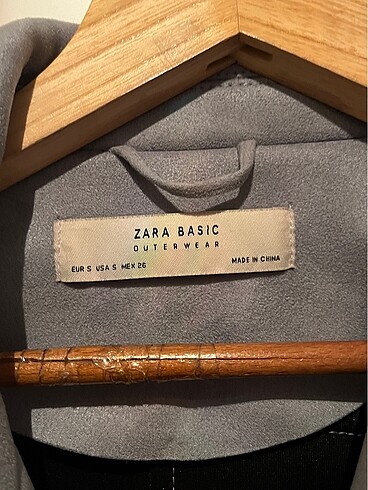 ZARA BASIC
OUTERWEAR
EUR S USA S MEX 26 MADE IN CHINA